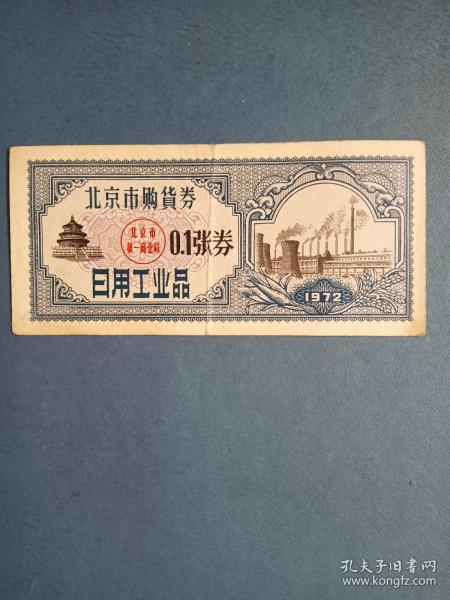 北京市购货券
北京市
第一商业局
0.1张券
日用工业品
1972
孔夫子旧书网
www.kongfz.com